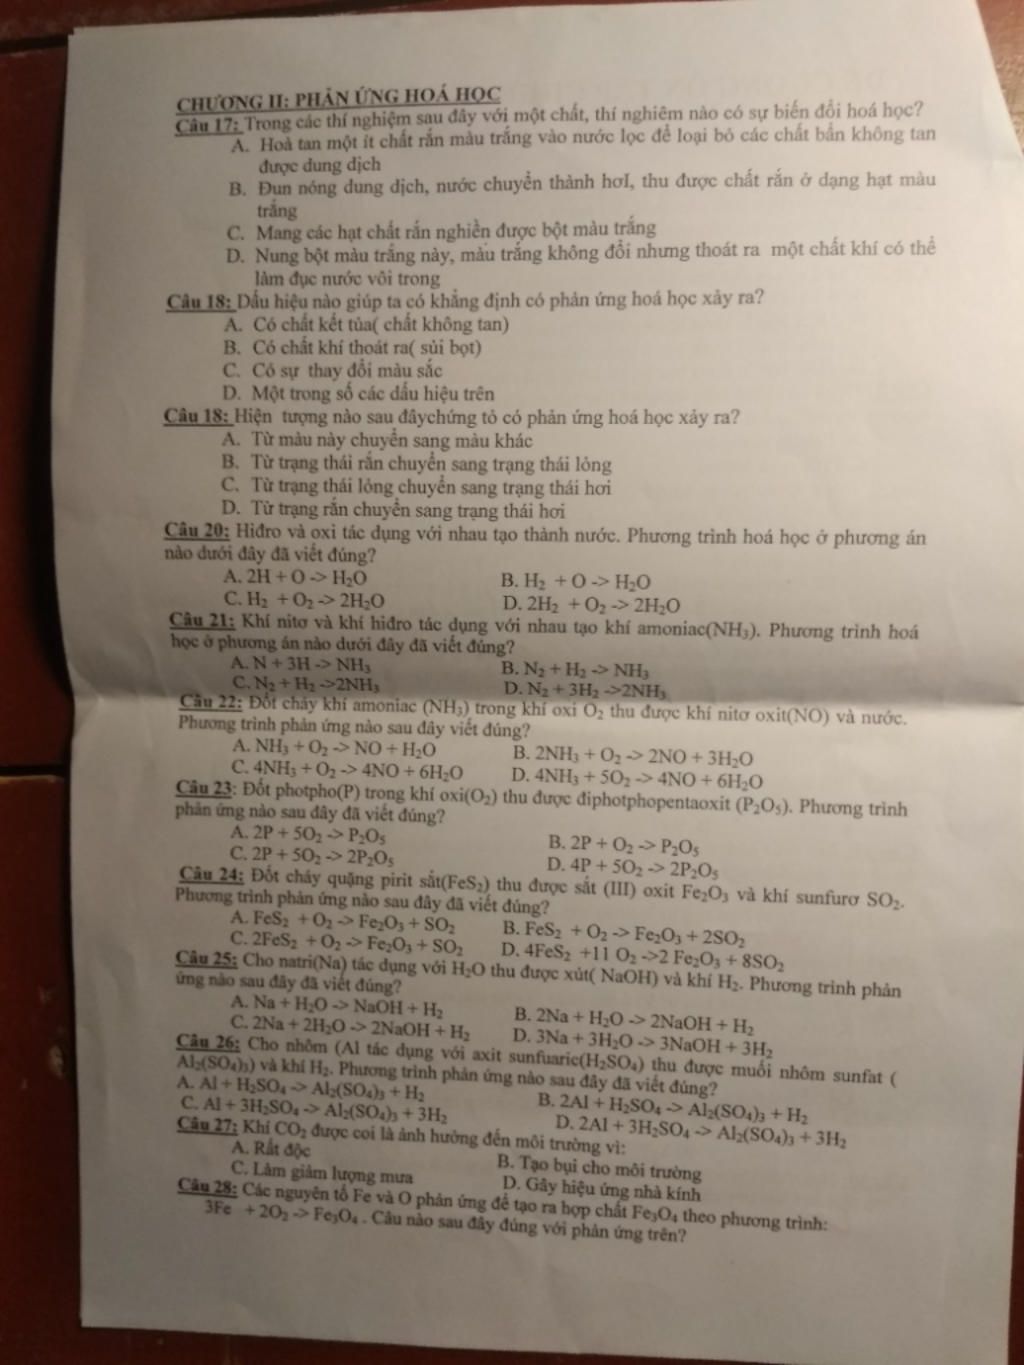 CHƯƠNG II: PHẢN ỨNG HOÁ HỌC
Câu 17: Trong các thí nghiệm sau đây với một chất, thí nghiêm nào có sự biến đổi hoá học?
A. Hoà tan một ít chất rắn màu trắng vào nước lọc để loại bỏ các chất bẩn không tan
được dung dịch
B. Đun nóng dung dịch, nước chuyển thành hơI, thu được chất rắn ở dạng hạt màu
trắng
C. Mang các hạt chất rắn nghiền được bột màu trắng
D. Nung bột màu trắng này, màu trắng không đổi nhưng thoát ra một chất khí có thể
làm đục nước vôi trong
Câu 18: Dấu hiệu nào giúp ta có khẳng định có phản ứng hoá học xảy ra?
A. Có chất kết tủa( chất không tan)
B. Có chất khí thoát ra( sủi bọt)
C. Có sự thay đổi màu sắc
D. Một trong số các dấu hiệu trên
Câu 18: Hiện tượng nào sau đâychứng tỏ có phản ứng hoá học xảy ra?
A. Từ màu này chuyển sang màu khác
B. Từ trạng thái rắn chuyển sang trạng thái lỏng
C. Từ trạng thái lỏng chuyển sang trạng thái hơi
D. Từ trạng rắn chuyển sang trạng thái hơi
Câu 20: Hiđro và oxi tác dụng với nhau tạo thành nước. Phương trình hoá học ở phương án
nào dưới đây đã viết đúng?
A. 2H + O -> H₂O B. H₂ + O -> H₂O
C. H₂ + O₂ -> 2H₂O D. 2H₂ + O₂ -> 2H₂O
Câu 21: Khí nitơ và khí hiđro tác dụng với nhau tạo khí amoniac(NH₃). Phương trình hoá
học ở phương án nào dưới đây đã viết đúng?
A. N + 3H -> NH₃ B. N₂ + H₂ -> NH₃
C. N₂ + H₂ ->2NH₃ D. N₂ + 3H₂ ->2NH₃
Câu 22: Đốt cháy khí amoniac (NH₃) trong khí oxi O₂ thu được khí nitơ oxit(NO) và nước.
Phương trình phản ứng nào sau đây viết đúng?
A. NH₃ + O₂ -> NO + H₂O B. 2NH₃ + O₂ -> 2NO + 3H₂O
C. 4NH₃ + O₂ -> 4NO + 6H₂O D. 4NH₃ + 5O₂ -> 4NO + 6H₂O
Câu 23: Đốt photpho(P) trong khí oxi(O₂) thu được điphotphopentaoxit (P₂O₅). Phương trình
phản ứng nào sau đây đã viết đúng?
A. 2P + 5O₂ -> P₂O₅ B. 2P + O₂ -> P₂O₅
C. 2P + 5O₂ -> 2P₂O₅ D. 4P + 5O₂ -> 2P₂O₅
Câu 24: Đốt cháy quặng pirit sắt(FeS₂) thu được sắt (III) oxit Fe₂O₃ và khí sunfurơ SO₂.
Phương trình phản ứng nào sau đây đã viết đúng?
A. FeS₂ + O₂ -> Fe₂O₃ + SO₂ B. FeS₂ + O₂ -> Fe₂O₃ + 2SO₂
C. 2FeS₂ + O₂ -> Fe₂O₃ + SO₂ D. 4FeS₂ +11 O₂ ->2 Fe₂O₃ + 8SO₂
Câu 25: Cho natri(Na) tác dụng với H₂O thu được xút( NaOH) và khí H₂. Phương trình phản
ứng nào sau đây đã viết đúng?
A. Na + H₂O -> NaOH + H₂ B. 2Na + H₂O -> 2NaOH + H₂
C. 2Na + 2H₂O -> 2NaOH + H₂ D. 3Na + 3H₂O -> 3NaOH + 3H₂
Câu 26: Cho nhôm (Al tác dụng với axit sunfuaric(H₂SO₄) thu được muối nhôm sunfat (
Al₂(SO₄)₃) và khí H₂. Phương trình phản ứng nào sau đây đã viết đúng?
A. Al + H₂SO₄ -> Al₂(SO₄)₃ + H₂ B. 2Al + H₂SO₄ -> Al₂(SO₄)₃ + H₂
C. Al + 3H₂SO₄ -> Al₂(SO₄)₃ + 3H₂ D. 2Al + 3H₂SO₄ -> Al₂(SO₄)₃ + 3H₂
Câu 27: Khí CO₂ được coi là ảnh hưởng đến môi trường vì:
A. Rất độc B. Tạo bụi cho môi trường
C. Làm giảm lượng mưa D. Gây hiệu ứng nhà kính
Câu 28: Các nguyên tố Fe và O phản ứng để tạo ra hợp chất Fe₃O₄ theo phương trình:
3Fe + 2O₂ -> Fe₃O₄ . Câu nào sau đây đúng với phản ứng trên?